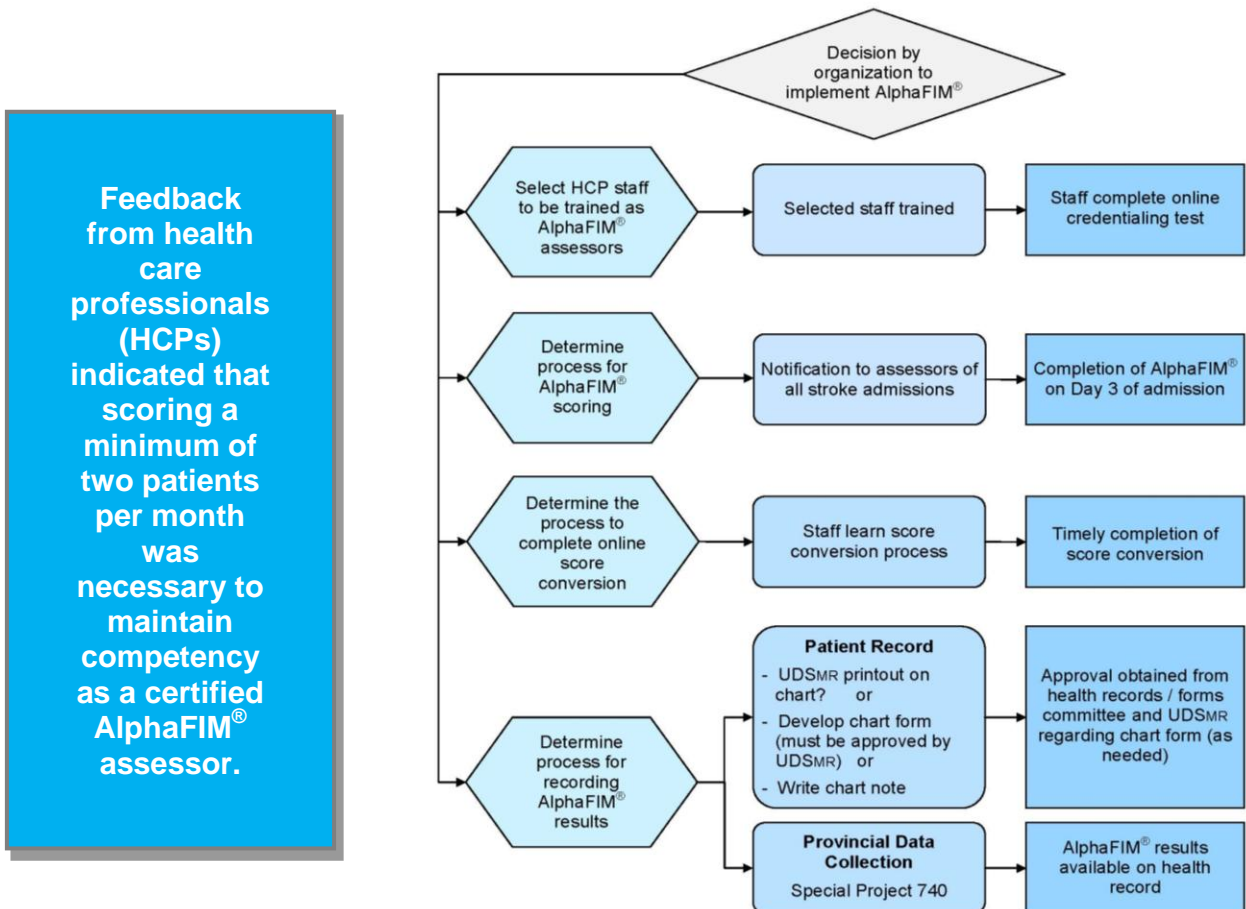 Feedback
from health
care
professionals
(HCPs)
indicated that
scoring a
minimum of
two patients
per month
was
necessary to
maintain
competency
as a certified
AlphaFIM®
assessor.
Decision by
organization to
implement AlphaFIM®
Select HCP staff
to be trained as
AlphaFIM®
assessors
Selected staff trained
Staff complete online
credentialing test
Determine
process for
AlphaFIM®
scoring
Notification to assessors of
all stroke admissions
Completion of AlphaFIM®
on Day 3 of admission
Determine the
process to
complete online
score
conversion
Staff learn score
conversion process
Timely completion of
score conversion
Determine
process for
recording
AlphaFIM®
results
Patient Record
- UDSMR printout on
chart? or
- Develop chart form
(must be approved by
UDSMR) or
- Write chart note
Approval obtained from
health records / forms
committee and UDSMR
regarding chart form (as
needed)
Provincial Data
Collection
Special Project 740
AlphaFIM® results
available on health
record